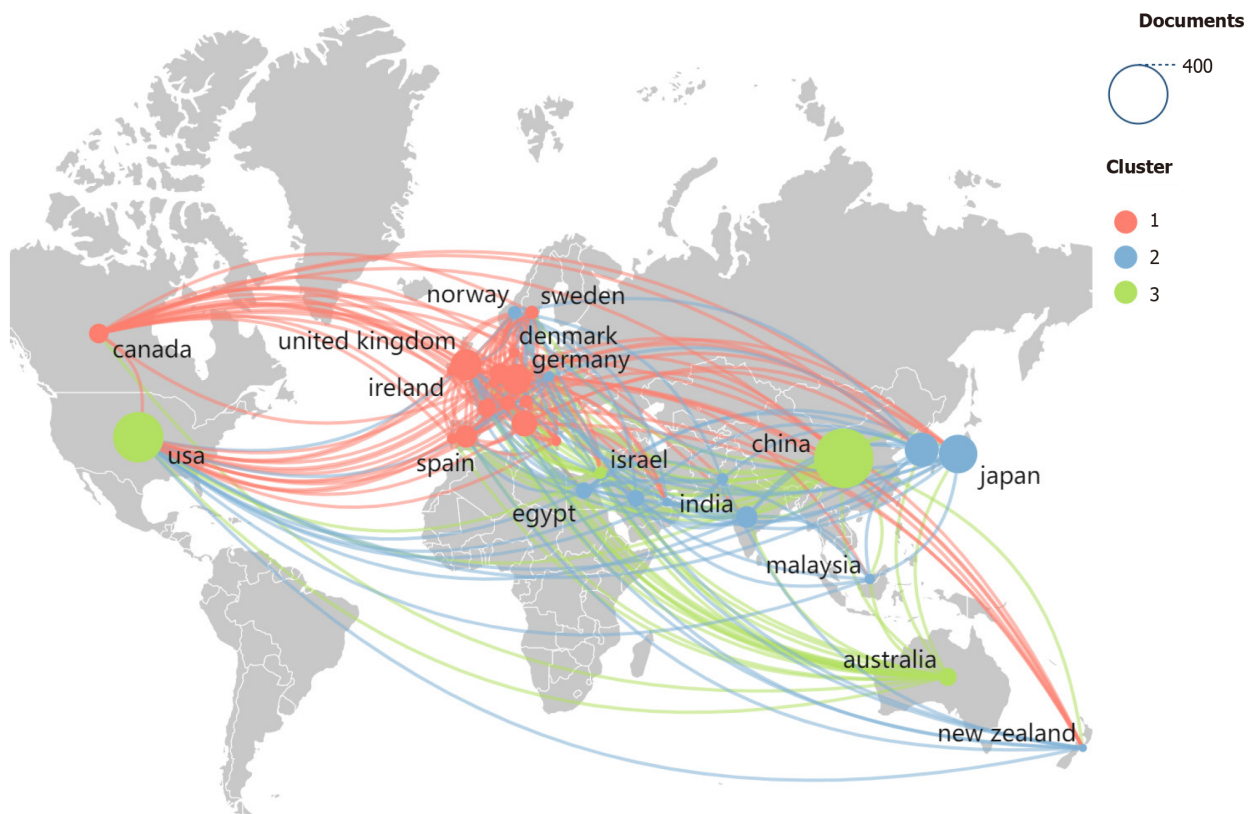 Documents
400
Cluster
1
2
3
norway
sweden
united kingdom
denmark
canada
germany
ireland
usa
spain
israel
china
japan
egypt
india
malaysia
australia
new zealand